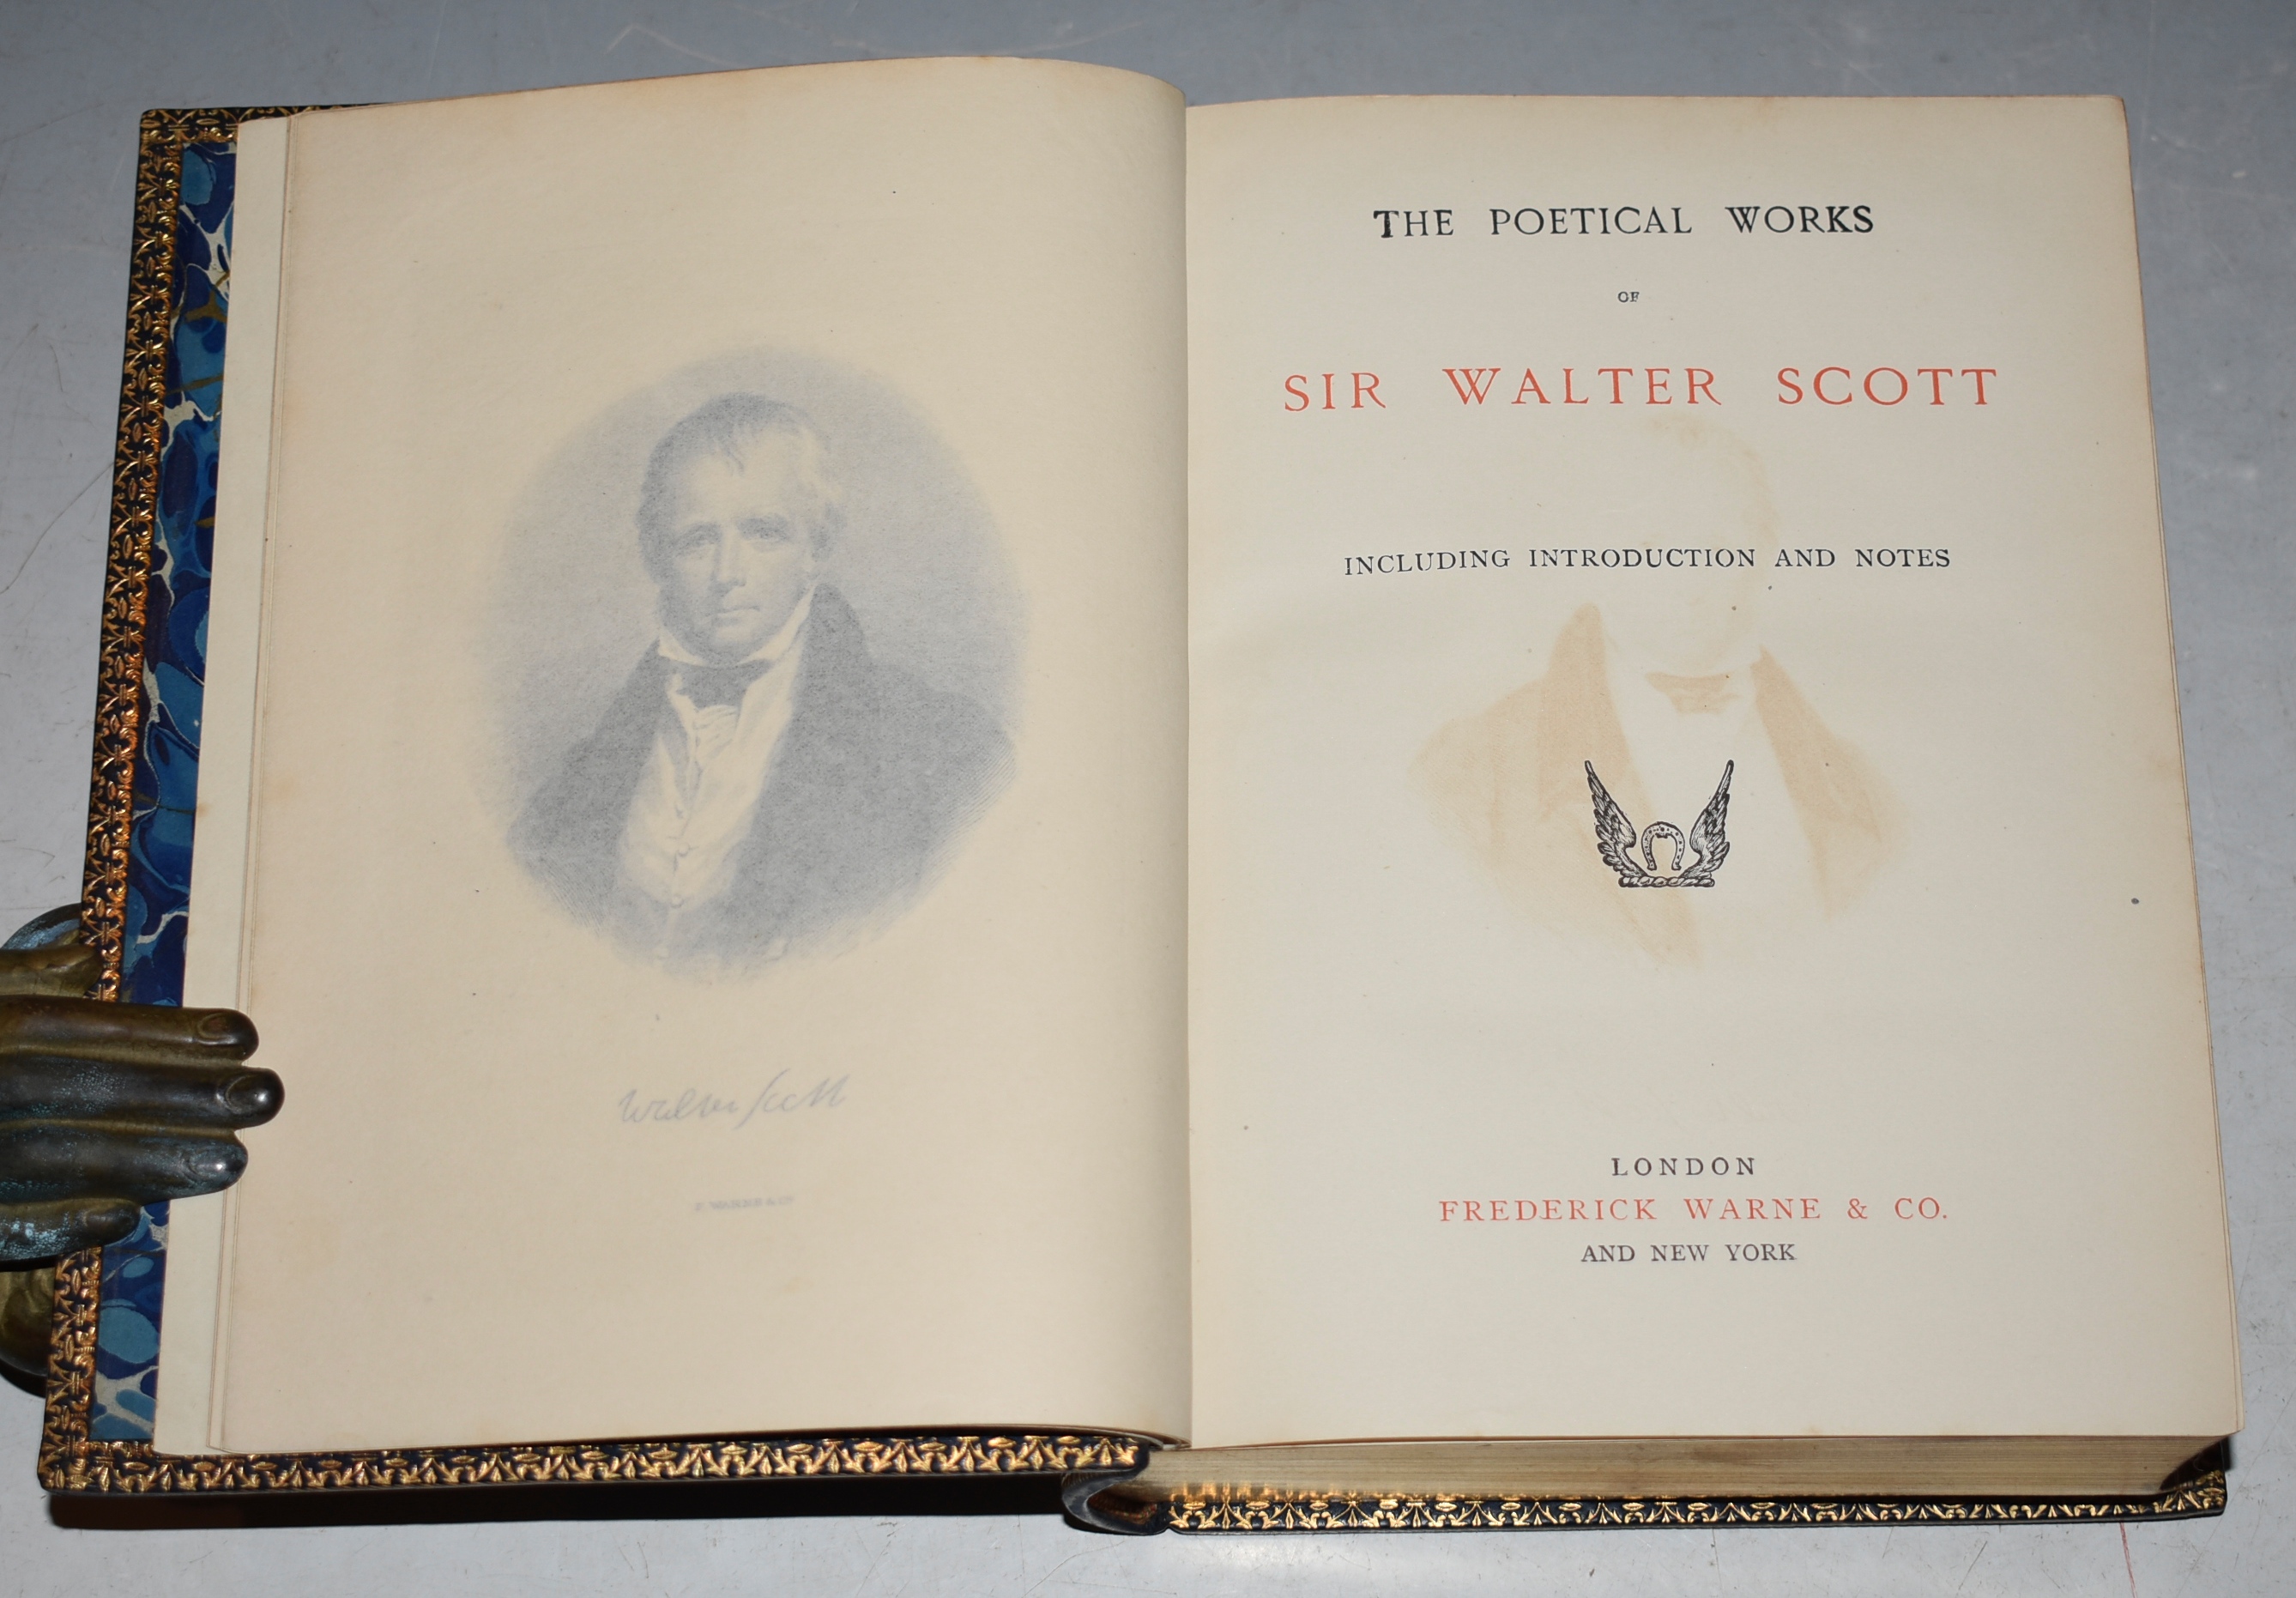 Walter Scott
THE POETICAL WORKS
OF
SIR WALTER SCOTT
INCLUDING INTRODUCTION AND NOTES
LONDON
FREDERICK WARNE & CO.
AND NEW YORK